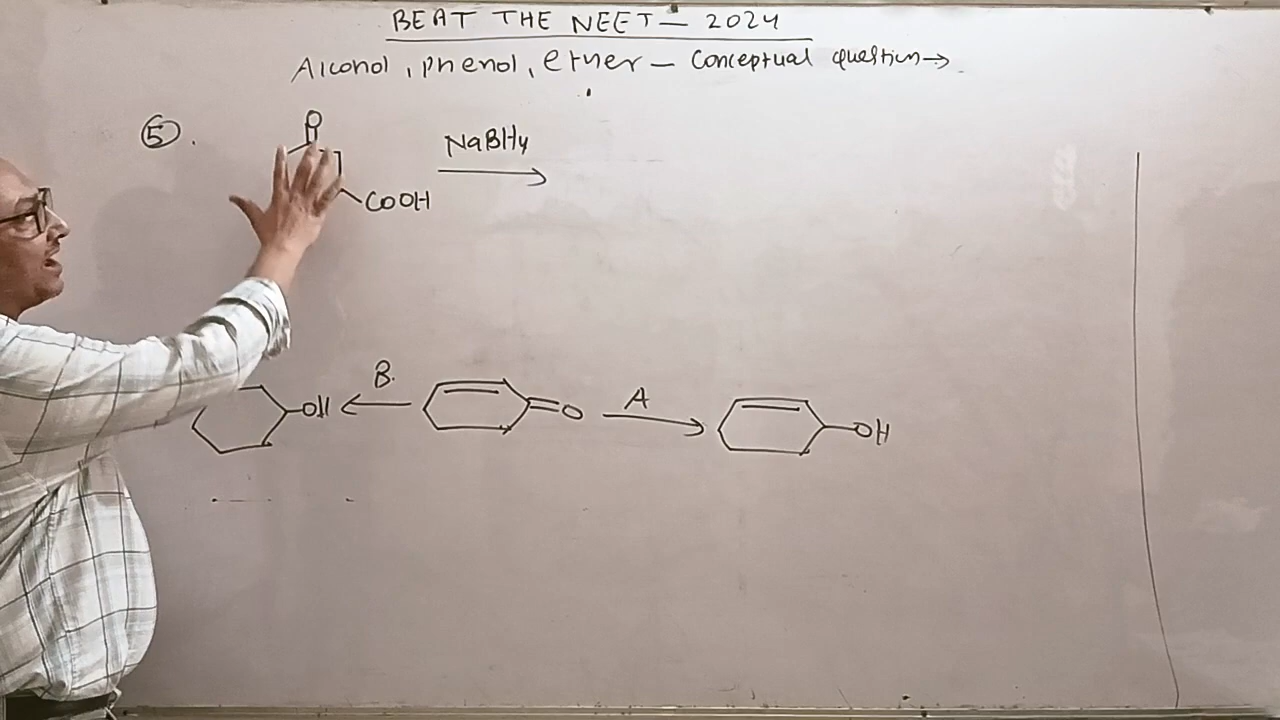 BEAT THE NEET — 2024
Alcohol, phenol, ether — Conceptual question →
5.
O
NaBH4
COOH
B.
OH
O
A
OH